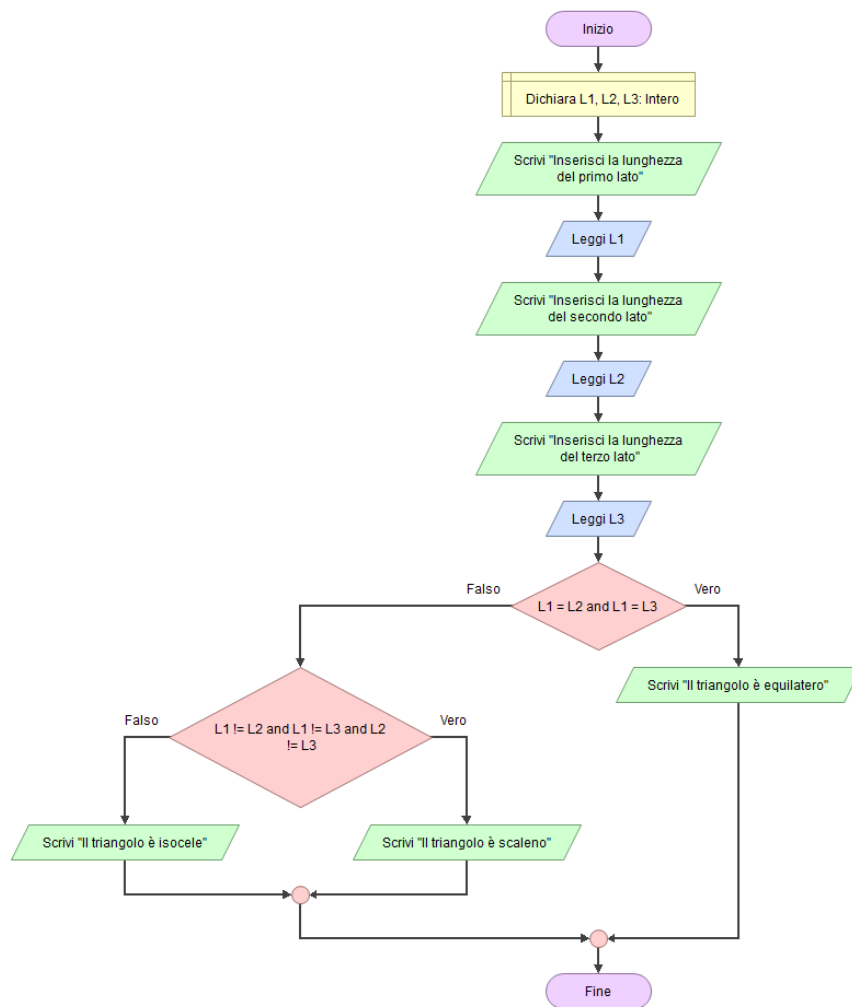 Inizio
Dichiara L1, L2, L3: Intero
Scrivi "Inserisci la lunghezza
del primo lato"
Leggi L1
Scrivi "Inserisci la lunghezza
del secondo lato"
Leggi L2
Scrivi "Inserisci la lunghezza
del terzo lato"
Leggi L3
Falso
Vero
L1 = L2 and L1 = L3
Scrivi "Il triangolo è equilatero"
Falso
Vero
L1 != L2 and L1 != L3 and L2
!= L3
Scrivi "Il triangolo è isocele"
Scrivi "Il triangolo è scaleno"
Fine